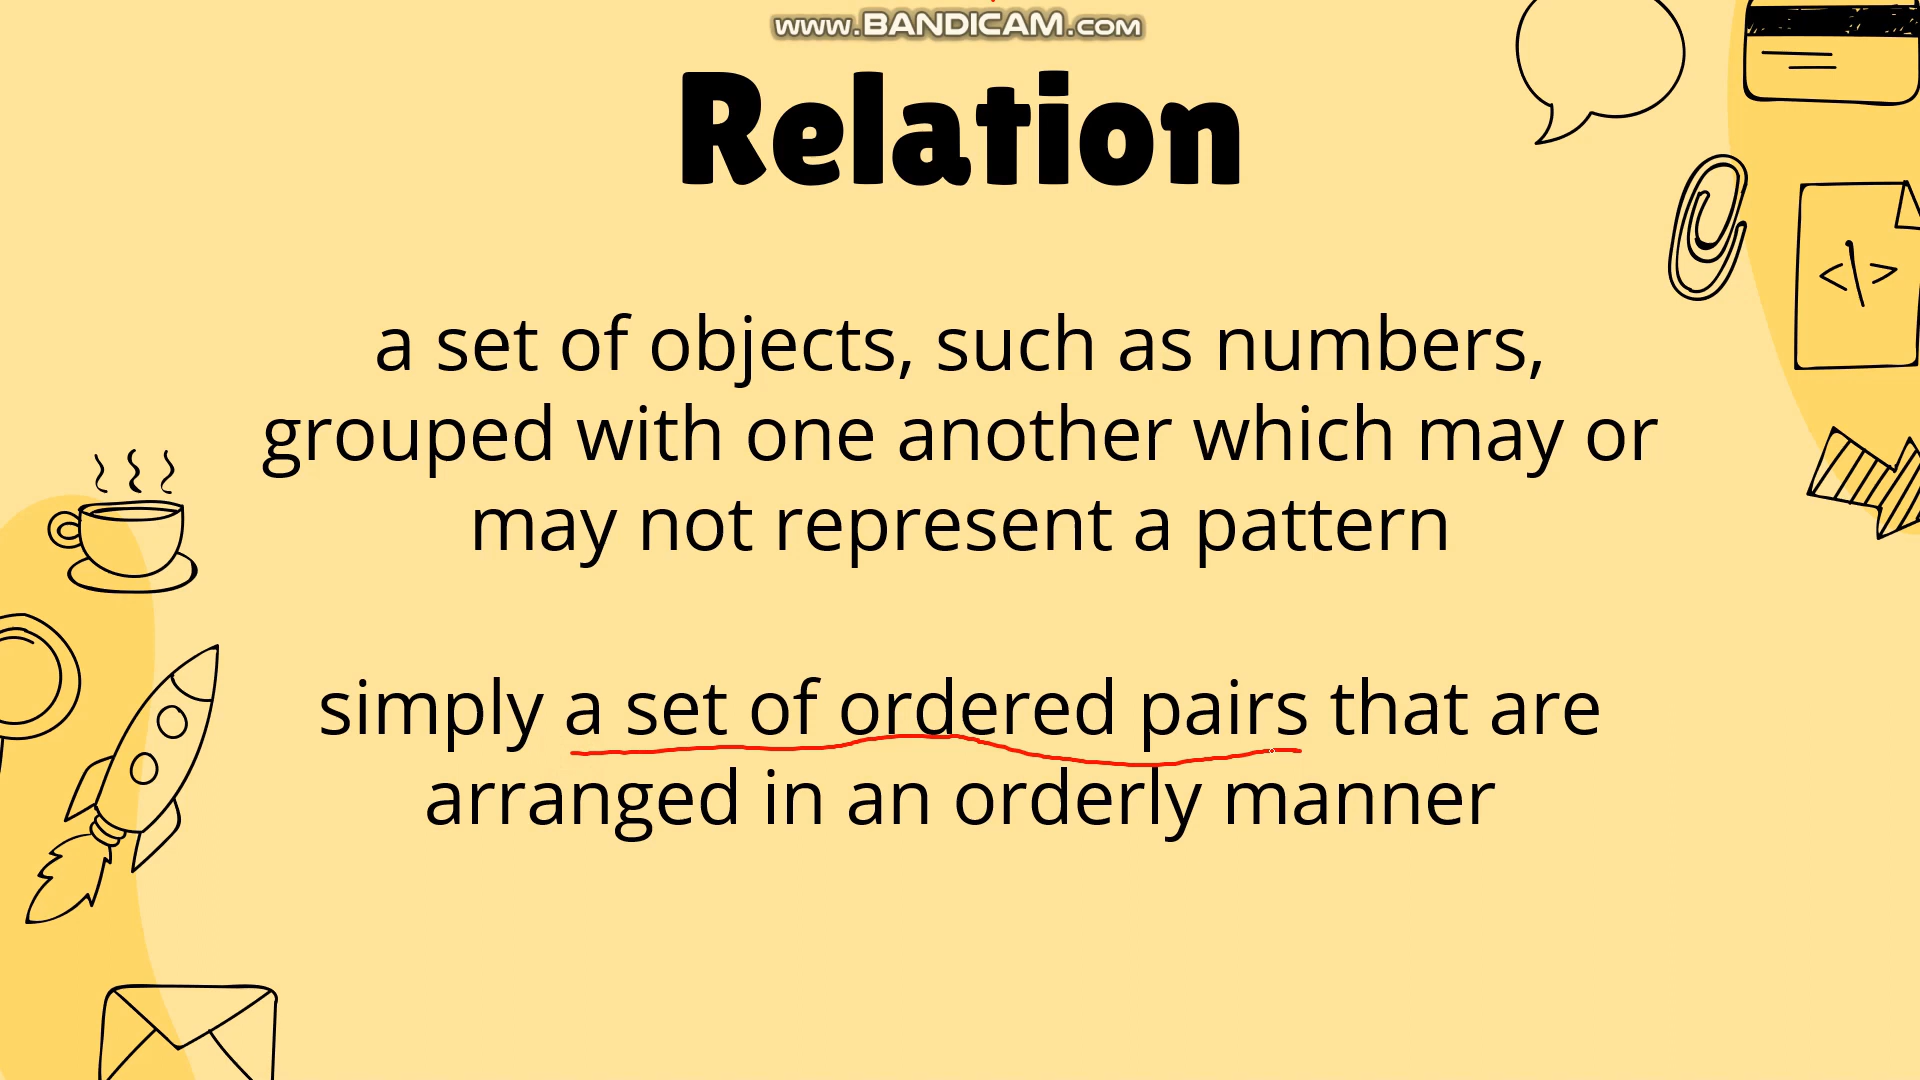 www.BANDICAM.com
Relation
a set of objects, such as numbers,
grouped with one another which may or
may not represent a pattern
simply a set of ordered pairs that are
arranged in an orderly manner